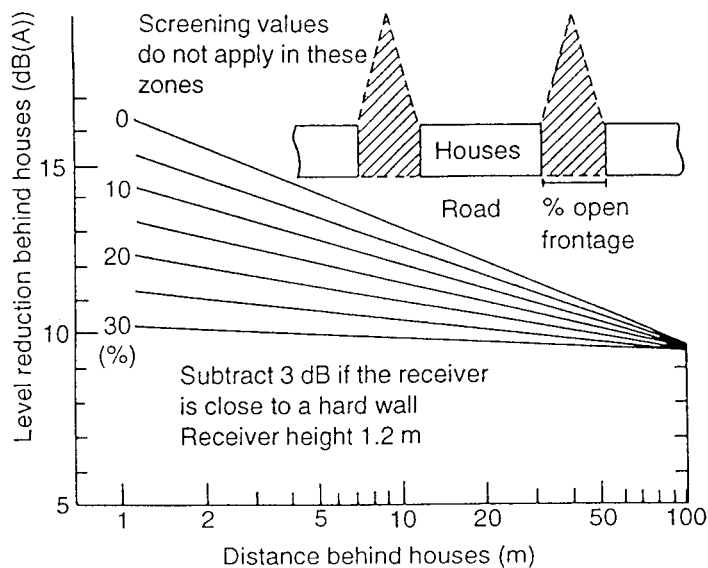 Screening values
do not apply in these
zones
Houses
Road
% open
frontage
Level reduction behind houses (dB(A))
15
10
5
0
10
20
30
(%)
Subtract 3 dB if the receiver
is close to a hard wall
Receiver height 1.2 m
1 2 5 10 20 50 100
Distance behind houses (m)